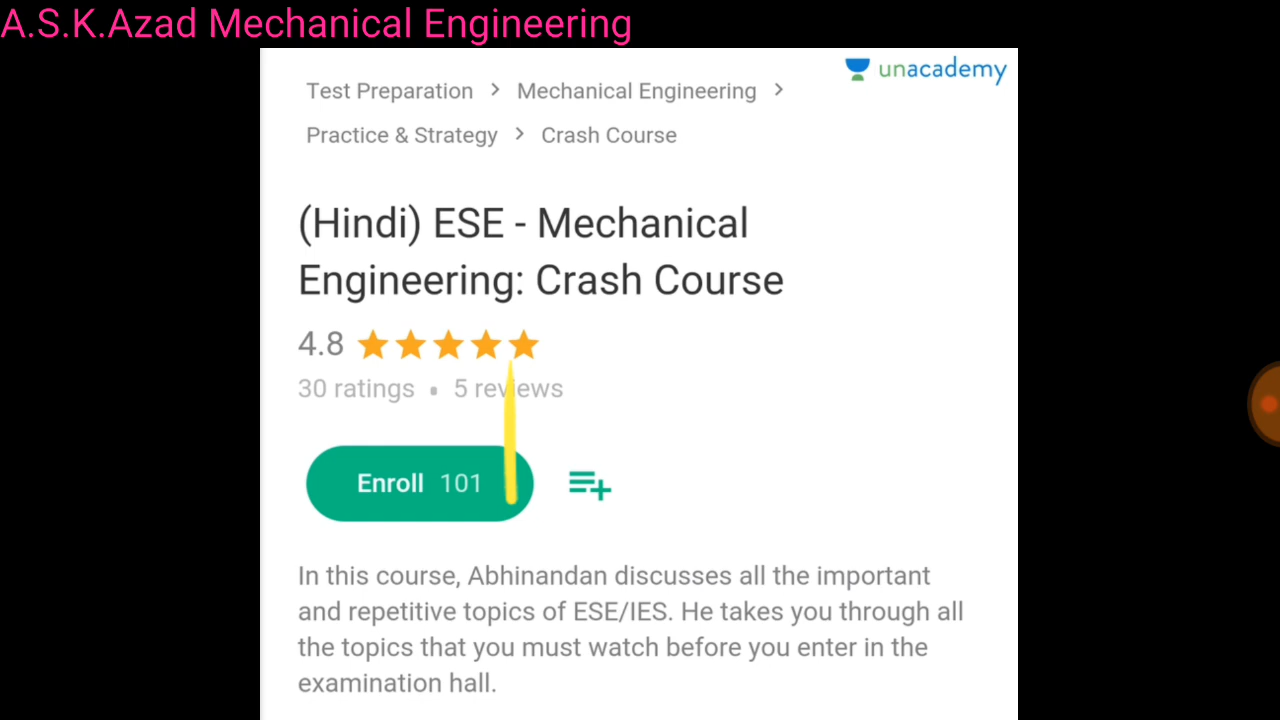 A.S.K.Azad Mechanical Engineering
unacademy
Test Preparation > Mechanical Engineering >
Practice & Strategy > Crash Course
(Hindi) ESE - Mechanical
Engineering: Crash Course
4.8
30 ratings • 5 reviews
Enroll 101
In this course, Abhinandan discusses all the important
and repetitive topics of ESE/IES. He takes you through all
the topics that you must watch before you enter in the
examination hall.